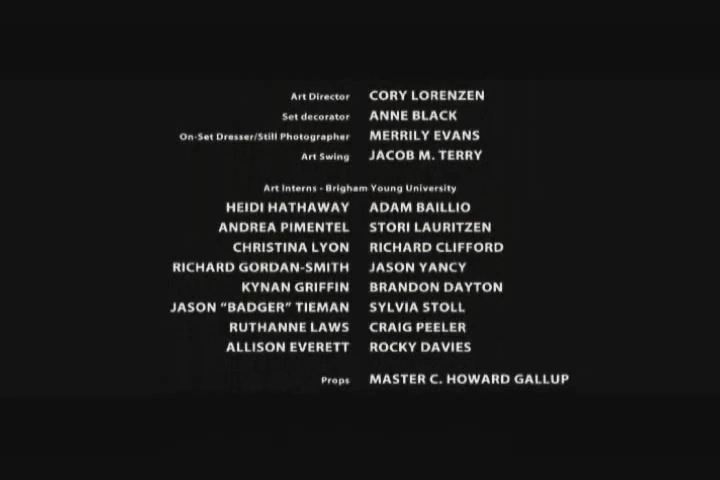 Art Director CORY LORENZEN
Set decorator ANNE BLACK
On-Set Dresser/Still Photographer MERRILY EVANS
Art Swing JACOB M. TERRY
Art Interns - Brigham Young University
HEIDI HATHAWAY ADAM BAILLIO
ANDREA PIMENTEL STORI LAURITZEN
CHRISTINA LYON RICHARD CLIFFORD
RICHARD GORDAN-SMITH JASON YANCY
KYNAN GRIFFIN BRANDON DAYTON
JASON “BADGER” TIEMAN SYLVIA STOLL
RUTHANNE LAWS CRAIG PEELER
ALLISON EVERETT ROCKY DAVIES
Props MASTER C. HOWARD GALLUP